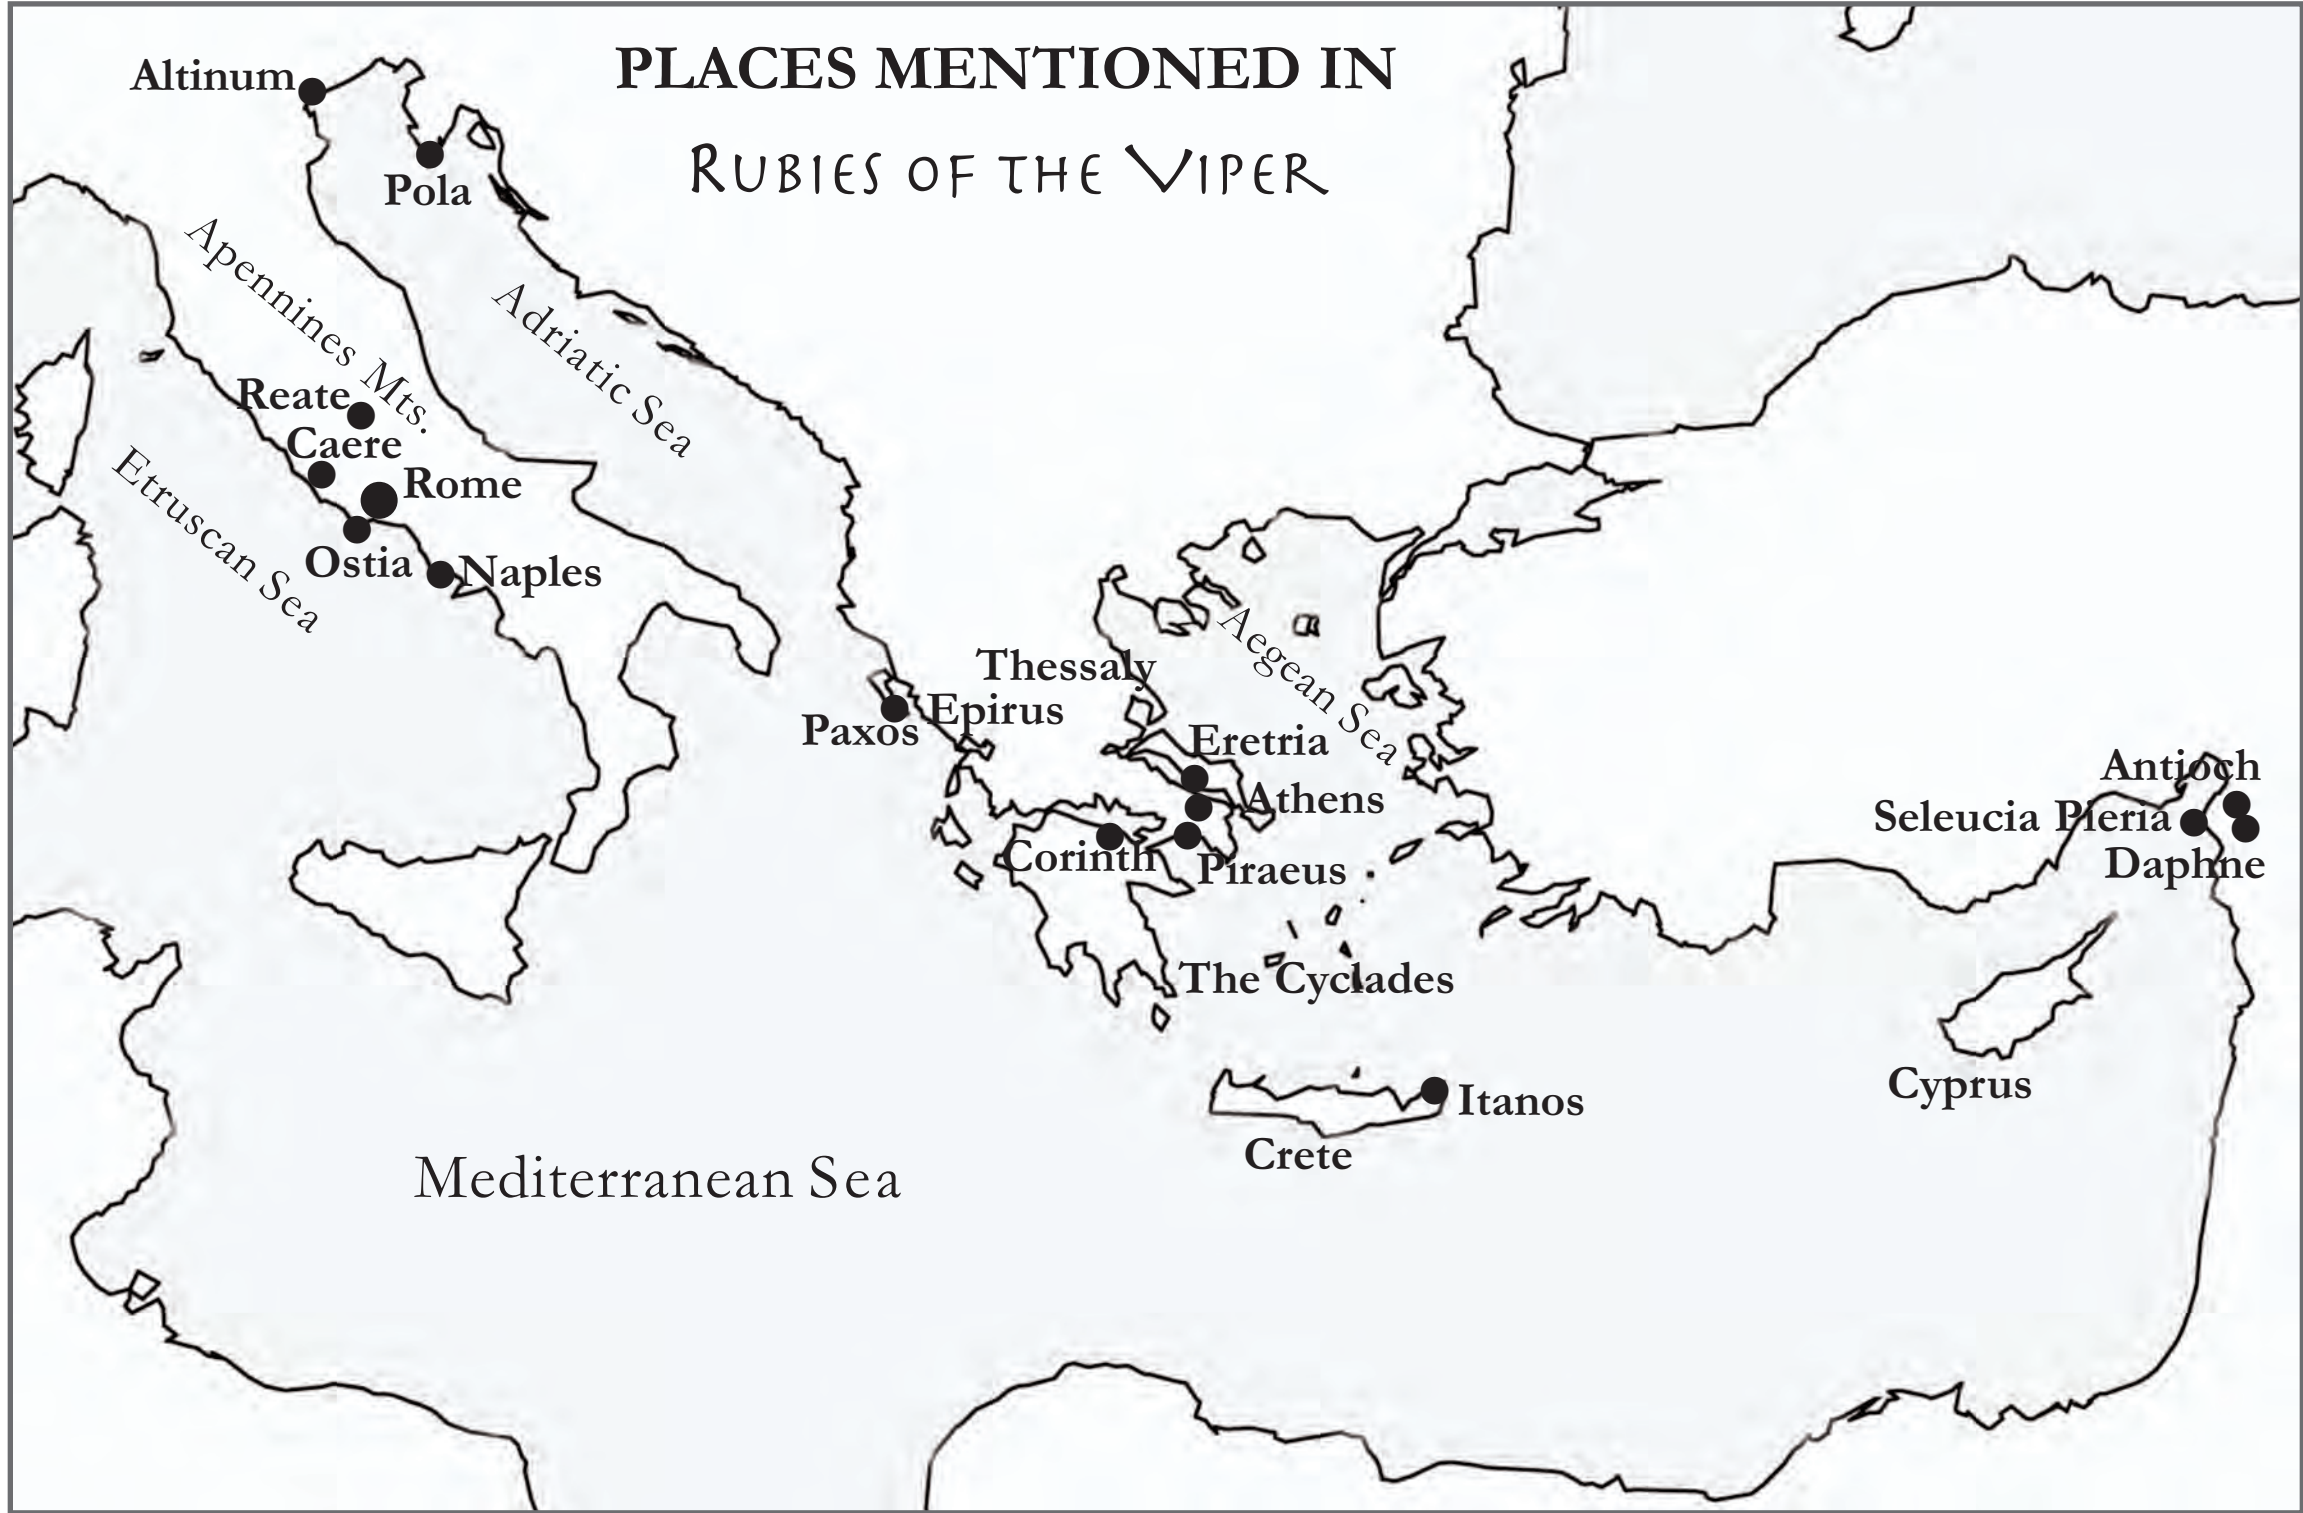 PLACES MENTIONED IN
RUBIES OF THE VIPER
Altinum
Pola
Apennines Mts.
Adriatic Sea
Reate
Caere
Rome
Etruscan Sea
Ostia
Naples
Thessaly
Aegean Sea
Epirus
Paxos
Eretria
Athens
Corinth
Piraeus
Antioch
Seleucia Pieria
Daphne
The Cyclades
Cyprus
Itanos
Crete
Mediterranean Sea